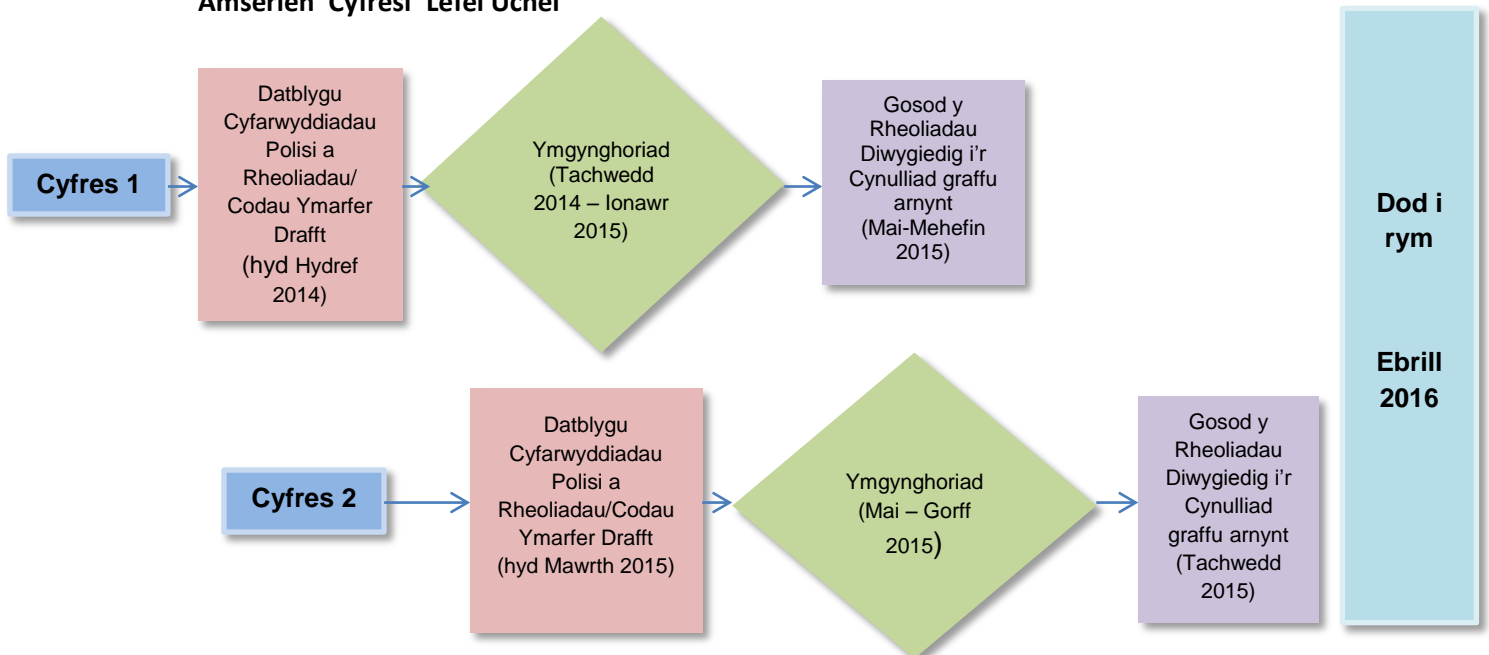 Amserlen 'Cyfresi' Lefel Uchel
Cyfres 1
Datblygu
Cyfarwyddiadau
Polisi a
Rheoliadau/
Codau Ymarfer
Drafft
(hyd Hydref
2014)
Ymgynghoriad
(Tachwedd
2014 – Ionawr
2015)
Gosod y
Rheoliadau
Diwygiedig i'r
Cynulliad graffu
arnynt
(Mai-Mehefin
2015)
Dod i
rym
Ebrill
2016
Cyfres 2
Datblygu
Cyfarwyddiadau
Polisi a
Rheoliadau/Codau
Ymarfer Drafft
(hyd Mawrth 2015)
Ymgynghoriad
(Mai – Gorff
2015)
Gosod y
Rheoliadau
Diwygiedig i'r
Cynulliad
graffu arnynt
(Tachwedd
2015)